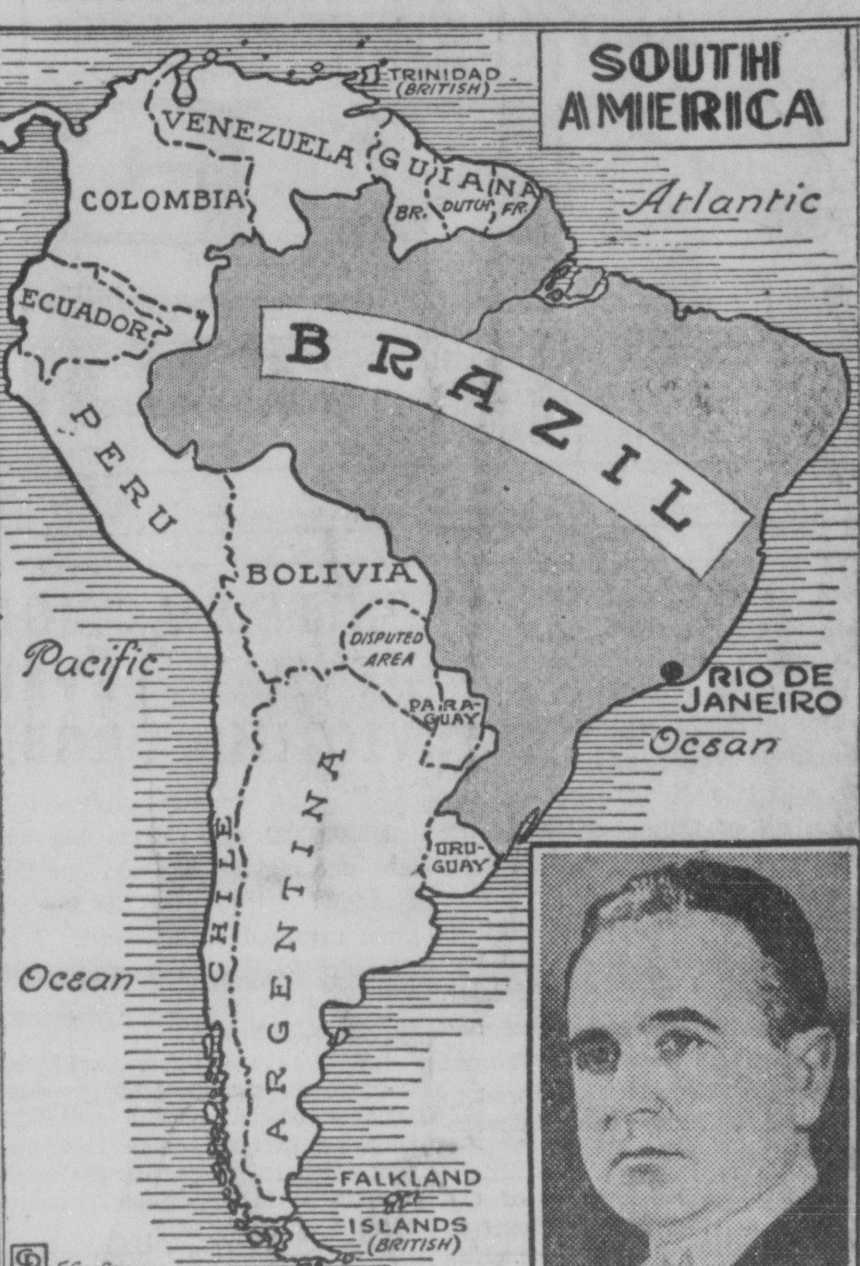 SOUTH
AMERICA
TRINIDAD
(BRITISH)
VENEZUELA
GUIANA
BR.
DUTCH
FR.
Atlantic
COLOMBIA
ECUADOR
BRAZIL
PERU
BOLIVIA
DISPUTED
AREA
Pacific
RIO DE
JANEIRO
PARA-
GUAY
Ocean
ARGENTINA
URU-
GUAY
CHILE
Ocean
FALKLAND
ISLANDS
(BRITISH)